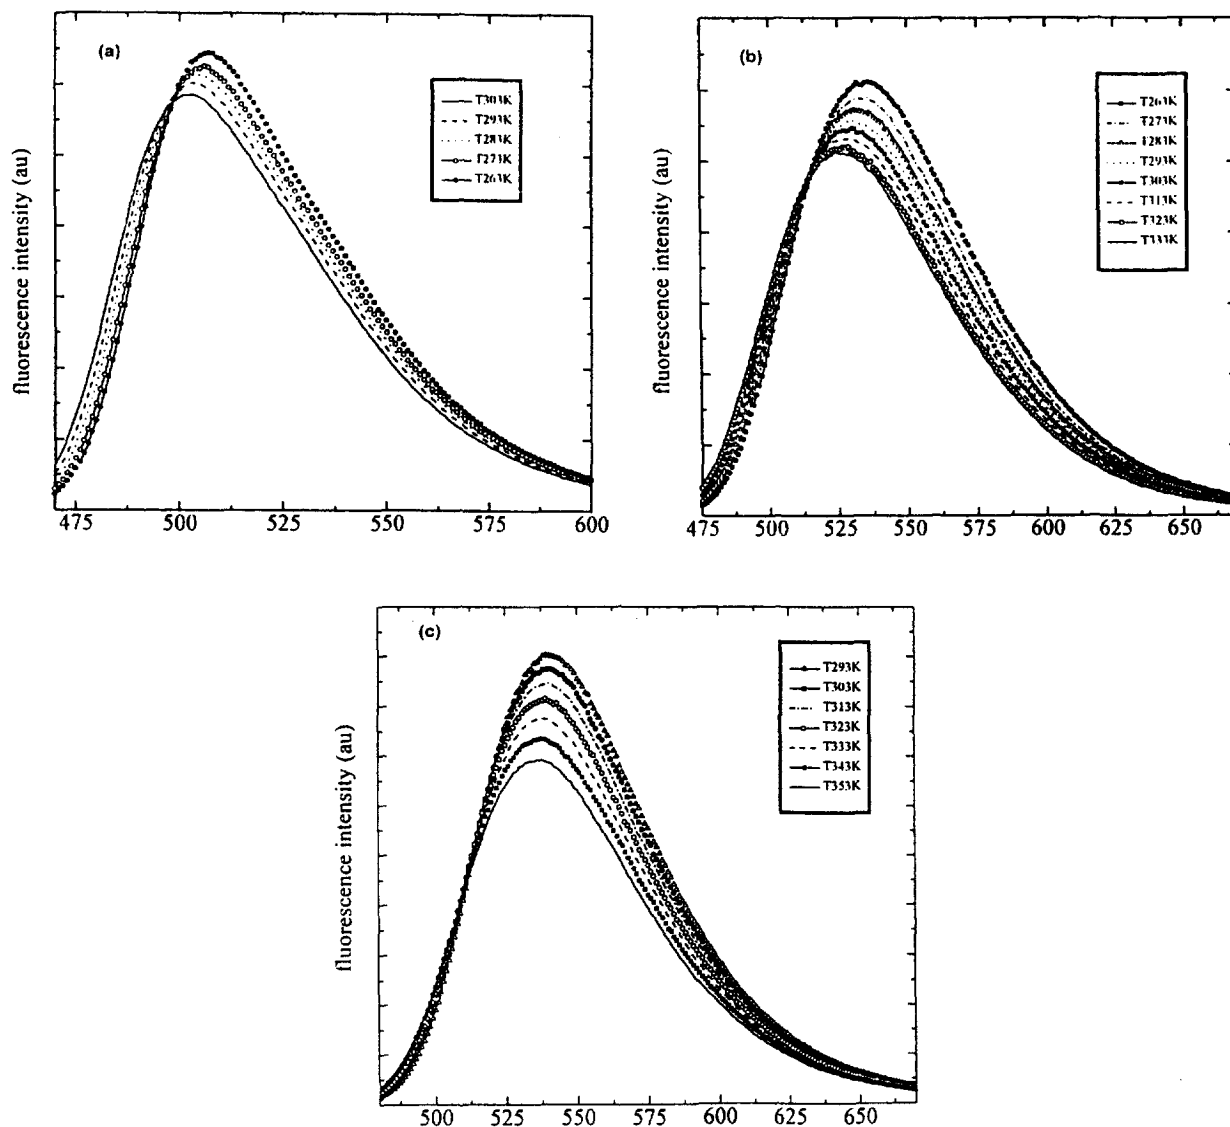 (a)
fluorescence intensity (au)
T303K
T293K
T283K
T273K
T263K
475 500 525 550 575 600
(b)
fluorescence intensity (au)
T263K
T273K
T283K
T293K
T303K
T313K
T323K
T333K
475 500 525 550 575 600 625 650
(c)
fluorescence intensity (au)
T293K
T303K
T313K
T323K
T333K
T343K
T353K
500 525 550 575 600 625 650